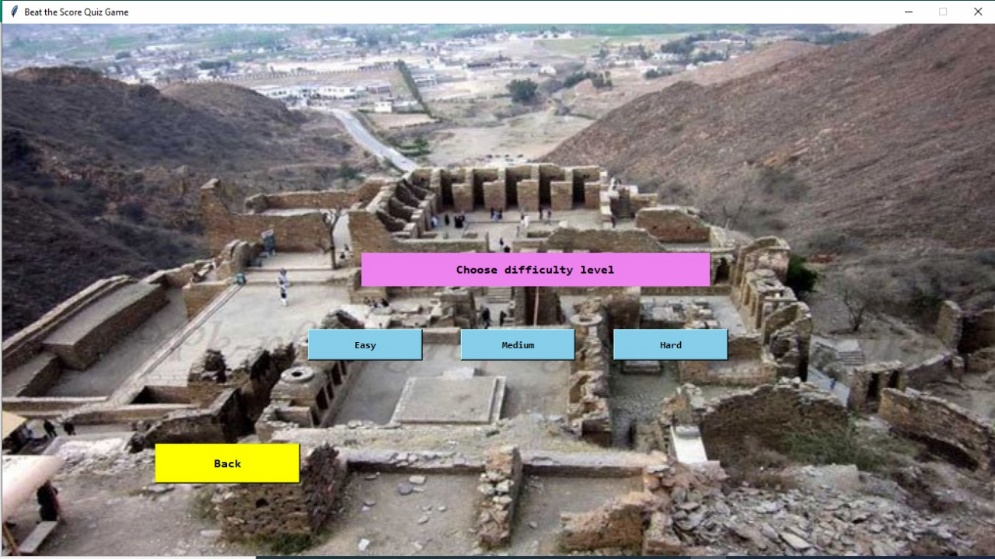 Beat the Score Quiz Game
Choose difficulty level
Easy Medium Hard
Back